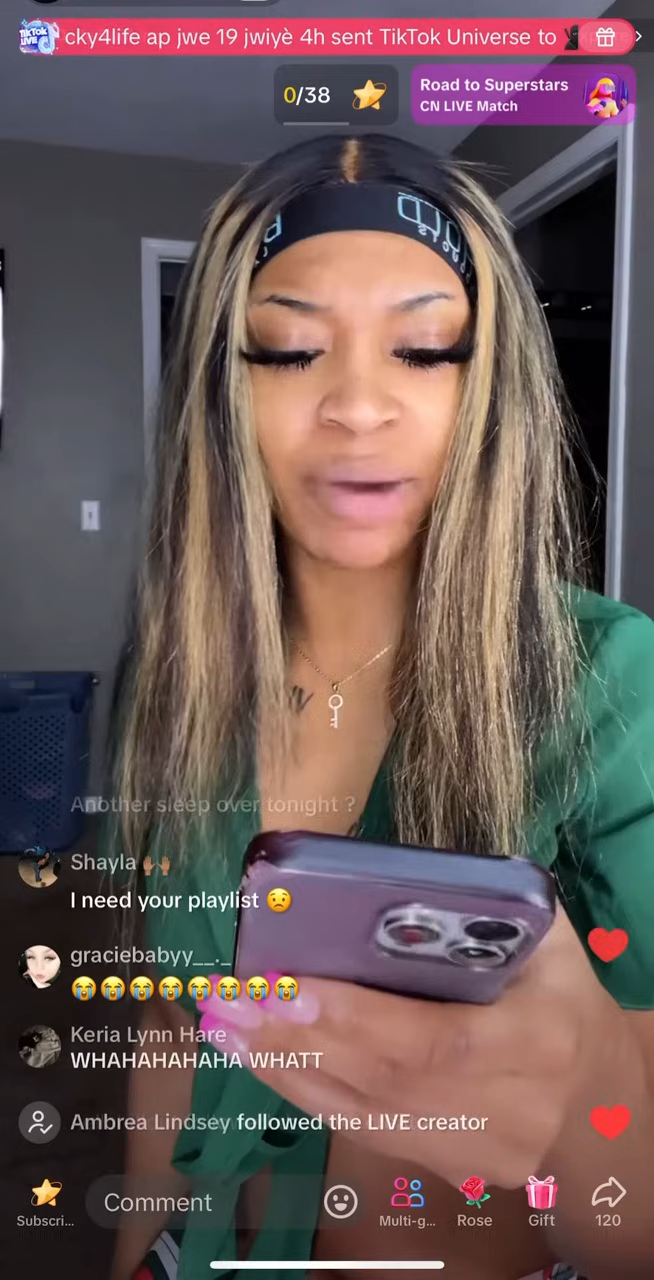 cky4life ap jwe 19 jwiyè 4h sent TikTok Universe to
TikTok
LIVE
0/38
Road to Superstars
CN LIVE Match
Another sleep over tonight ?
Shayla 🙌🏽
I need your playlist 😟
graciebabyy__._
😭😭😭😭😭😭😭😭
Keria Lynn Hare
WHAHAHAHAHA WHATT
Ambrea Lindsey followed the LIVE creator
Subscri...
Comment
Multi-g...
Rose
Gift
120